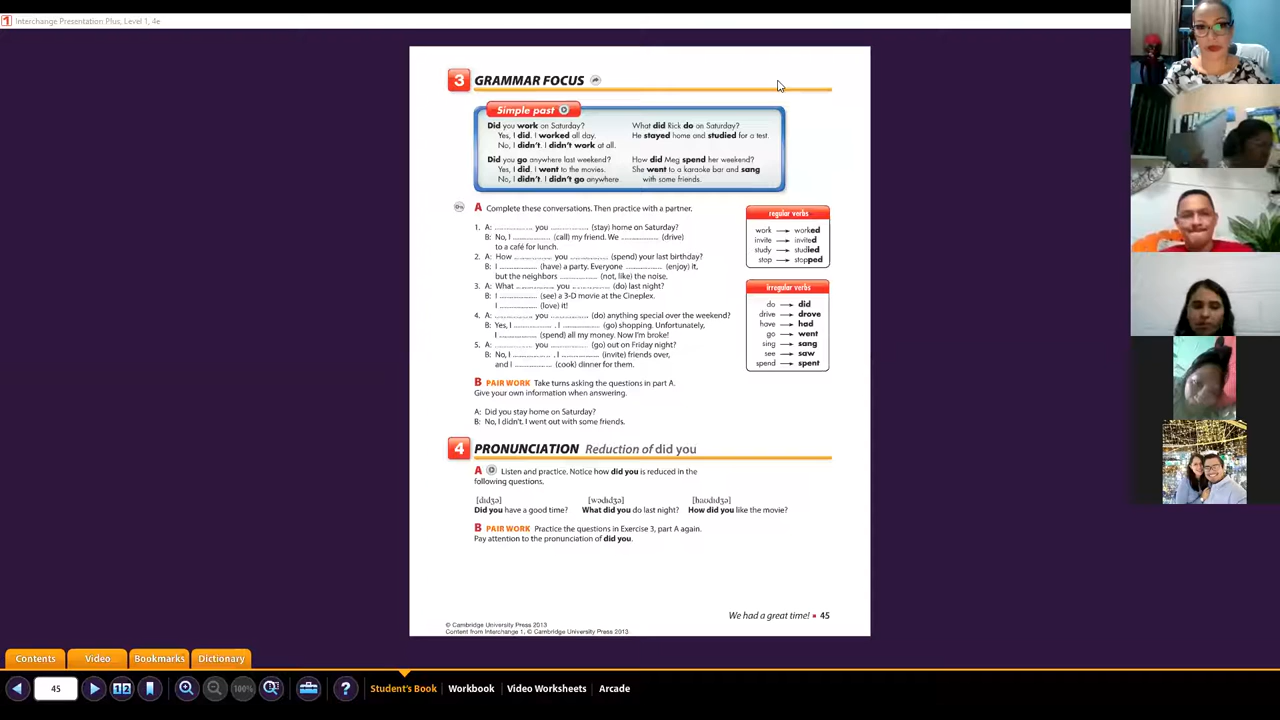 Interchange Presentation Plus, Level 1, 4e
3 GRAMMAR FOCUS
Simple past
Did you work on Saturday?
Yes, I did. I worked all day.
No, I didn't. I didn't work at all.
Did you go anywhere last weekend?
Yes, I did. I went to the movies.
No, I didn't. I didn't go anywhere.
What did Rick do on Saturday?
He stayed home and studied for a test.
How did Meg spend her weekend?
She went to a karaoke bar and sang
with some friends.
A Complete these conversations. Then practice with a partner.
1. A: .............. you .............. (stay) home on Saturday?
B: No, I .............. (call) my friend. We .............. (drive)
to a café for lunch.
2. A: How .............. you .............. (spend) your last birthday?
B: I .............. (have) a party. Everyone .............. (enjoy) it,
but the neighbors .............. (not, like) the noise.
3. A: What .............. you .............. (do) last night?
B: I .............. (see) a 3-D movie at the Cineplex.
I .............. (love) it!
4. A: .............. you .............. (do) anything special over the weekend?
B: Yes, I .............. . I .............. (go) shopping. Unfortunately,
I .............. (spend) all my money. Now I'm broke!
5. A: .............. you .............. (go) out on Friday night?
B: No, I .............. . I .............. (invite) friends over,
and I .............. (cook) dinner for them.
regular verbs
work → worked
invite → invited
study → studied
stop → stopped
irregular verbs
do → did
drive → drove
have → had
go → went
sing → sang
see → saw
spend → spent
B PAIR WORK Take turns asking the questions in part A.
Give your own information when answering.
A: Did you stay home on Saturday?
B: No, I didn't. I went out with some friends.
4 PRONUNCIATION Reduction of did you
A Listen and practice. Notice how did you is reduced in the
following questions.
[dɪdʒə] [wədɪdʒə] [haʊdɪdʒə]
Did you have a good time? What did you do last night? How did you like the movie?
B PAIR WORK Practice the questions in Exercise 3, part A again.
Pay attention to the pronunciation of did you.
We had a great time! ▪ 45
© Cambridge University Press 2013
Content from Interchange 1, © Cambridge University Press 2013
Contents Video Bookmarks Dictionary
45 1 2 100% ? Student's Book Workbook Video Worksheets Arcade